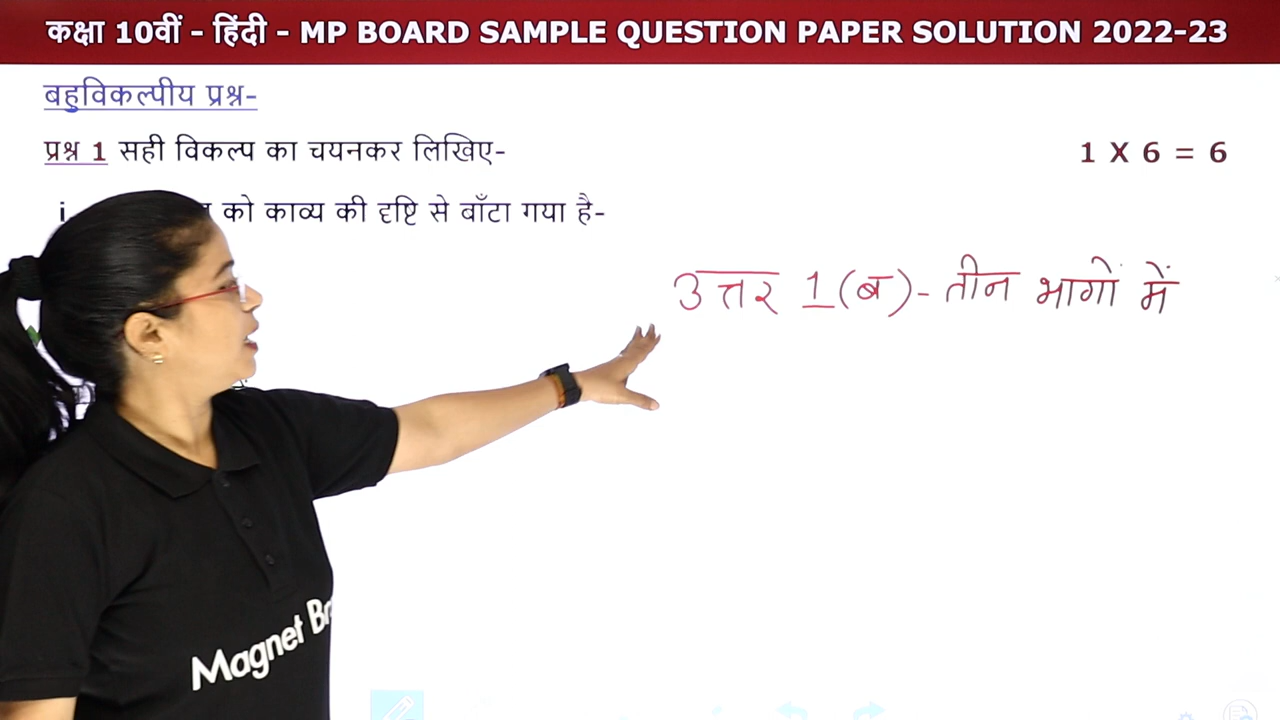 कक्षा 10वीं - हिंदी - MP BOARD SAMPLE QUESTION PAPER SOLUTION 2022-23
बहुविकल्पीय प्रश्न-
प्रश्न 1 सही विकल्प का चयनकर लिखिए-
1 X 6 = 6
i. को काव्य की दृष्टि से बाँटा गया है-
उत्तर 1 (ब) - तीन भागों में
Magnet